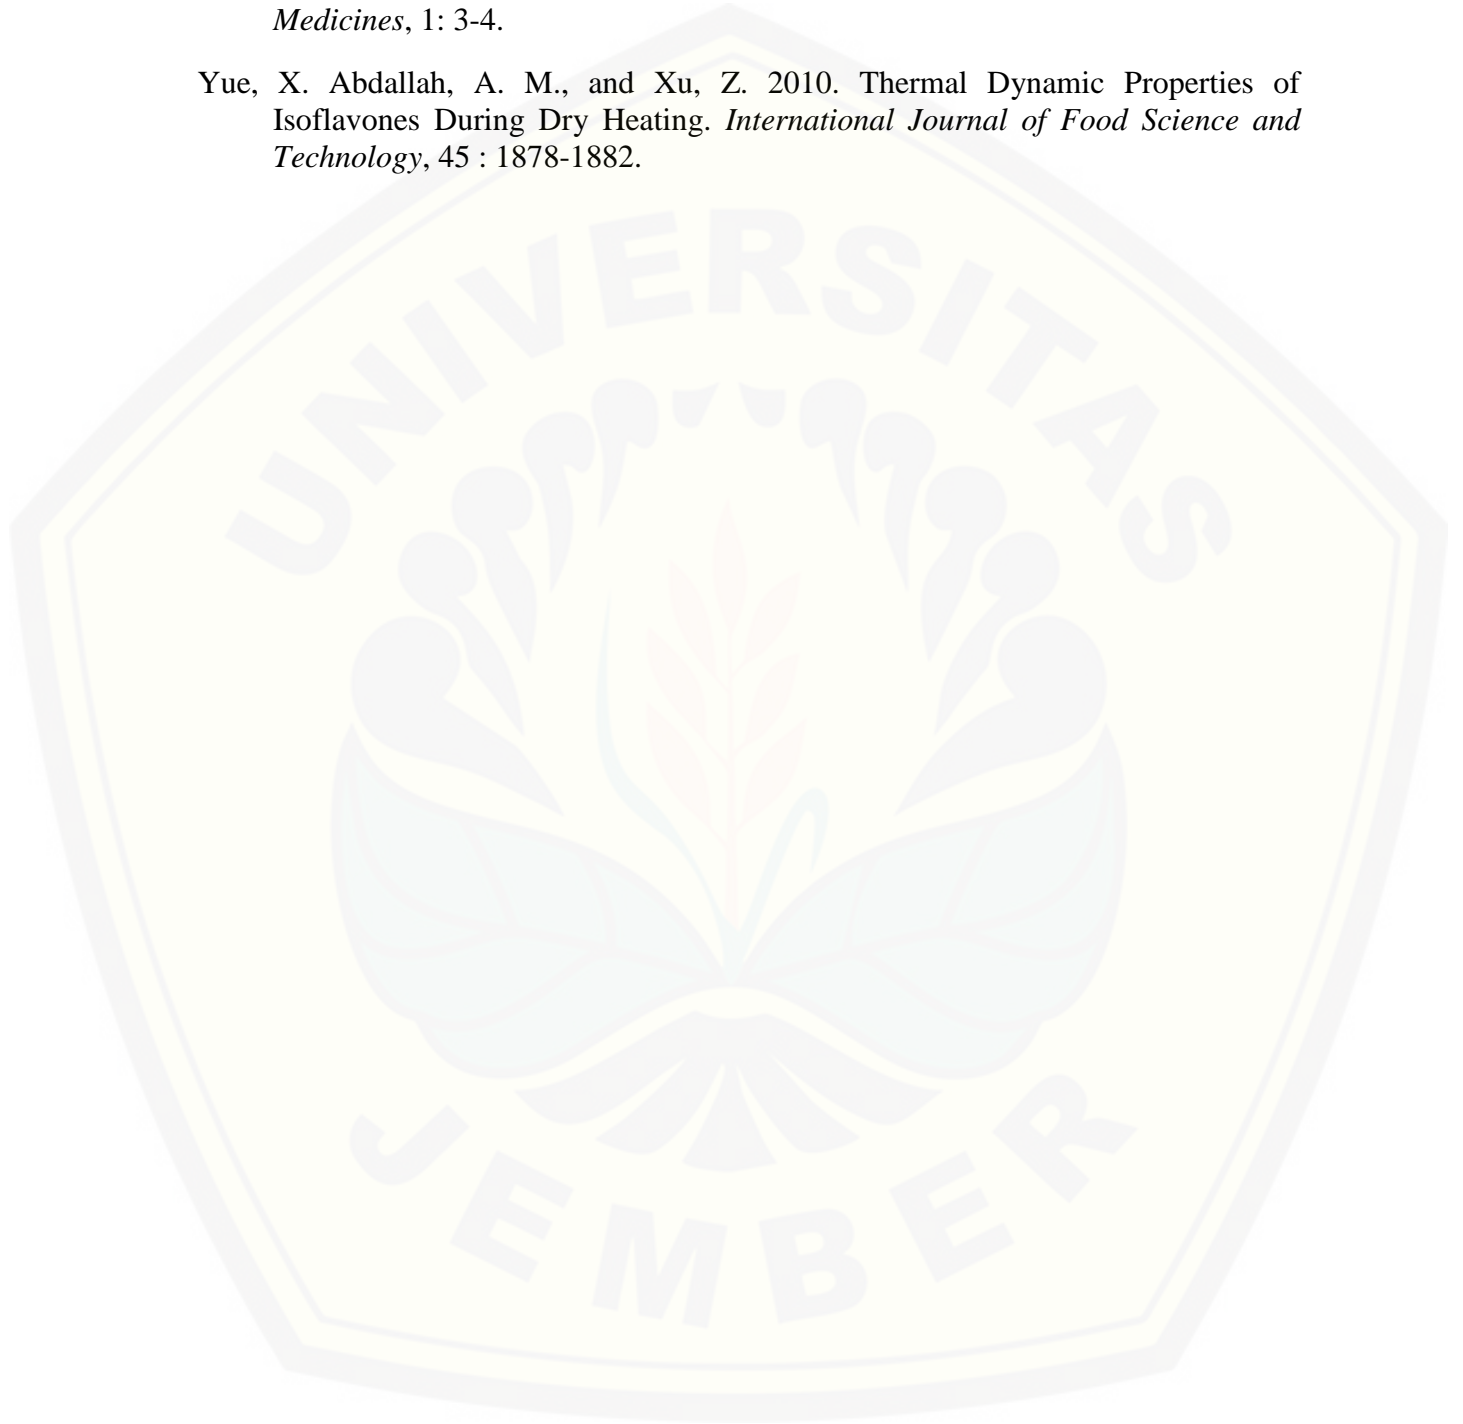 Medicines, 1: 3-4.
Yue, X. Abdallah, A. M., and Xu, Z. 2010. Thermal Dynamic Properties of
Isoflavones During Dry Heating. International Journal of Food Science and
Technology, 45 : 1878-1882.
UNIVERSITAS
JEMBER